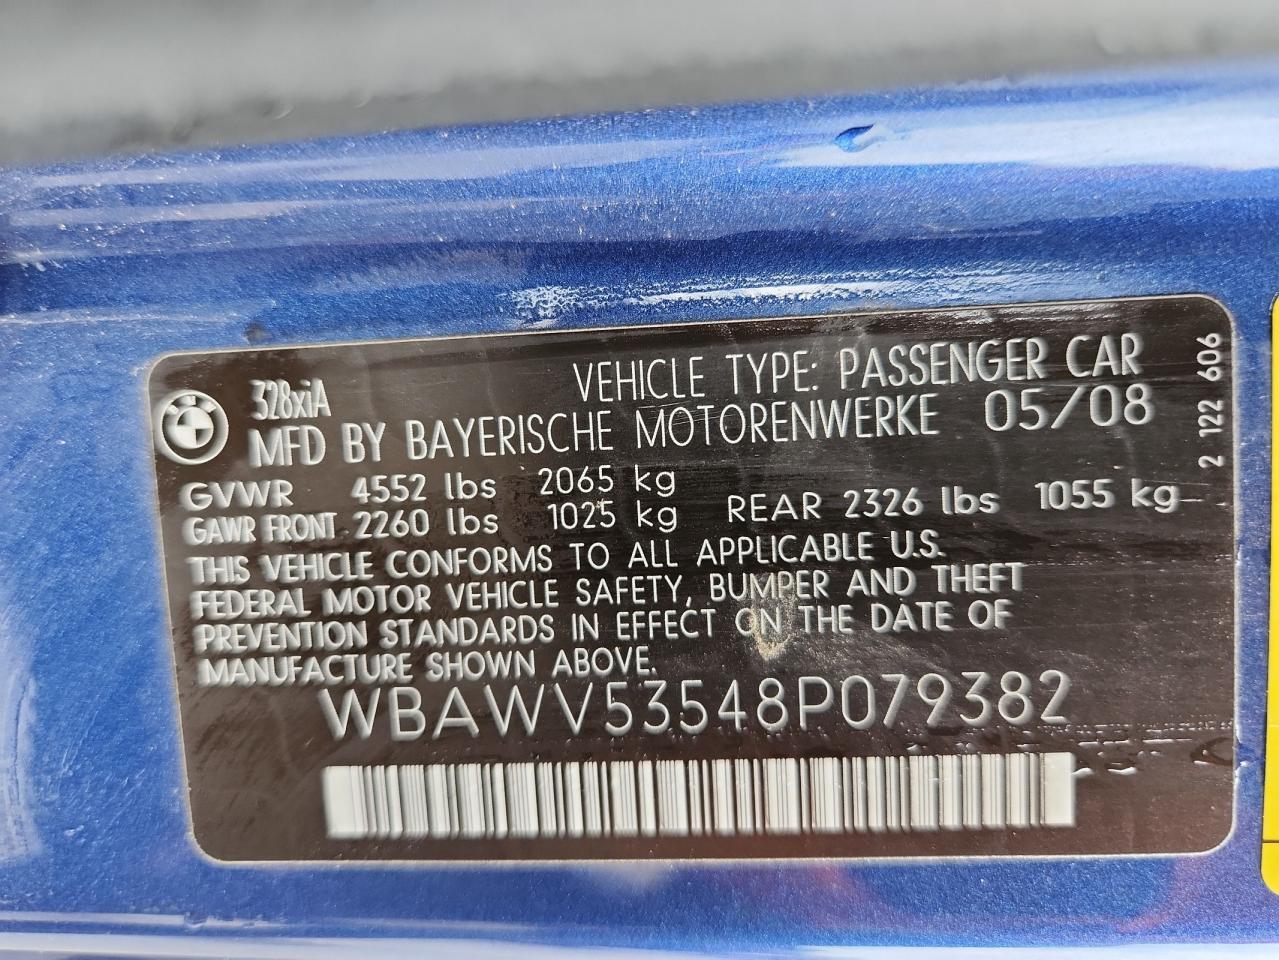 328xiA VEHICLE TYPE: PASSENGER CAR
MFD BY BAYERISCHE MOTORENWERKE 05/08
GVWR 4552 lbs 2065 kg
GAWR FRONT 2260 lbs 1025 kg REAR 2326 lbs 1055 kg
THIS VEHICLE CONFORMS TO ALL APPLICABLE U.S.
FEDERAL MOTOR VEHICLE SAFETY, BUMPER AND THEFT
PREVENTION STANDARDS IN EFFECT ON THE DATE OF
MANUFACTURE SHOWN ABOVE.
WBAWV53548P079382
2 122 606